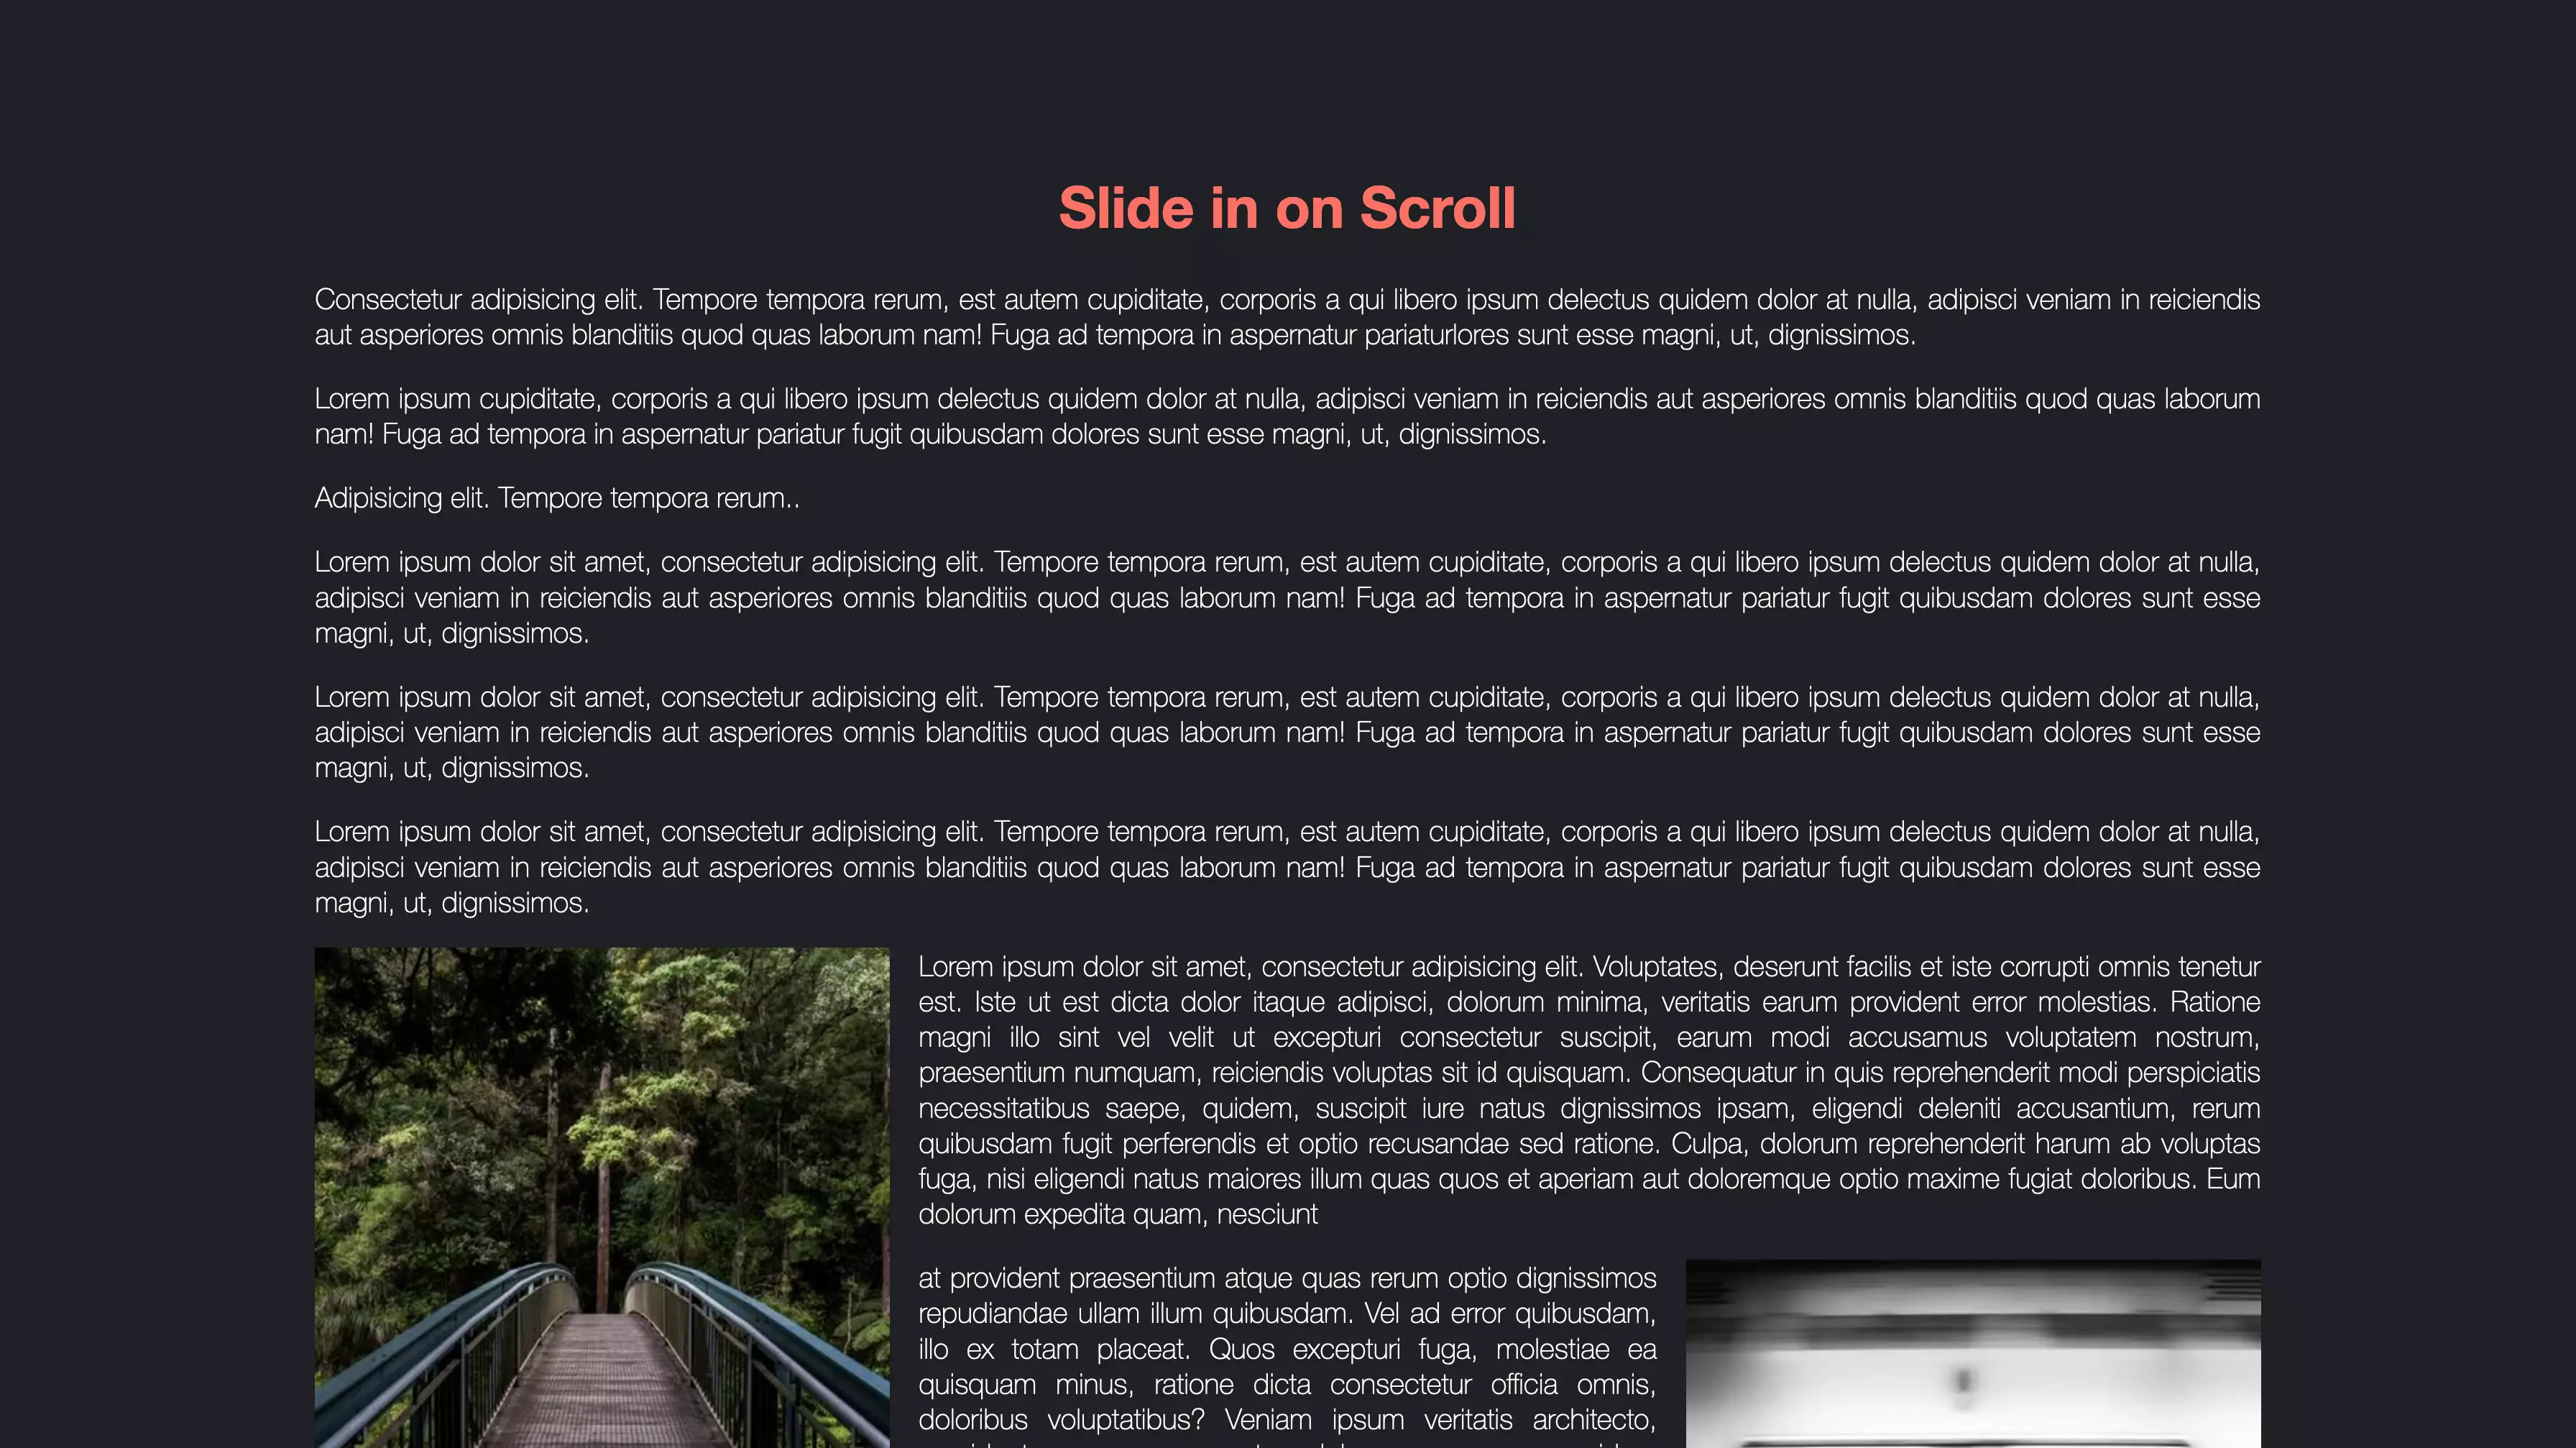 Slide in on Scroll
Consectetur adipisicing elit. Tempore tempora rerum, est autem cupiditate, corporis a qui libero ipsum delectus quidem dolor at nulla, adipisci veniam in reiciendis
aut asperiores omnis blanditiis quod quas laborum nam! Fuga ad tempora in aspernatur pariaturlores sunt esse magni, ut, dignissimos.
Lorem ipsum cupiditate, corporis a qui libero ipsum delectus quidem dolor at nulla, adipisci veniam in reiciendis aut asperiores omnis blanditiis quod quas laborum
nam! Fuga ad tempora in aspernatur pariatur fugit quibusdam dolores sunt esse magni, ut, dignissimos.
Adipisicing elit. Tempore tempora rerum..
Lorem ipsum dolor sit amet, consectetur adipisicing elit. Tempore tempora rerum, est autem cupiditate, corporis a qui libero ipsum delectus quidem dolor at nulla,
adipisci veniam in reiciendis aut asperiores omnis blanditiis quod quas laborum nam! Fuga ad tempora in aspernatur pariatur fugit quibusdam dolores sunt esse
magni, ut, dignissimos.
Lorem ipsum dolor sit amet, consectetur adipisicing elit. Tempore tempora rerum, est autem cupiditate, corporis a qui libero ipsum delectus quidem dolor at nulla,
adipisci veniam in reiciendis aut asperiores omnis blanditiis quod quas laborum nam! Fuga ad tempora in aspernatur pariatur fugit quibusdam dolores sunt esse
magni, ut, dignissimos.
Lorem ipsum dolor sit amet, consectetur adipisicing elit. Tempore tempora rerum, est autem cupiditate, corporis a qui libero ipsum delectus quidem dolor at nulla,
adipisci veniam in reiciendis aut asperiores omnis blanditiis quod quas laborum nam! Fuga ad tempora in aspernatur pariatur fugit quibusdam dolores sunt esse
magni, ut, dignissimos.
Lorem ipsum dolor sit amet, consectetur adipisicing elit. Voluptates, deserunt facilis et iste corrupti omnis tenetur
est. Iste ut est dicta dolor itaque adipisci, dolorum minima, veritatis earum provident error molestias. Ratione
magni illo sint vel velit ut excepturi consectetur suscipit, earum modi accusamus voluptatem nostrum,
praesentium numquam, reiciendis voluptas sit id quisquam. Consequatur in quis reprehenderit modi perspiciatis
necessitatibus saepe, quidem, suscipit iure natus dignissimos ipsam, eligendi deleniti accusantium, rerum
quibusdam fugit perferendis et optio recusandae sed ratione. Culpa, dolorum reprehenderit harum ab voluptas
fuga, nisi eligendi natus maiores illum quas quos et aperiam aut doloremque optio maxime fugiat doloribus. Eum
dolorum expedita quam, nesciunt
at provident praesentium atque quas rerum optio dignissimos
repudiandae ullam illum quibusdam. Vel ad error quibusdam,
illo ex totam placeat. Quos excepturi fuga, molestiae ea
quisquam minus, ratione dicta consectetur officia omnis,
doloribus voluptatibus? Veniam ipsum veritatis architecto,